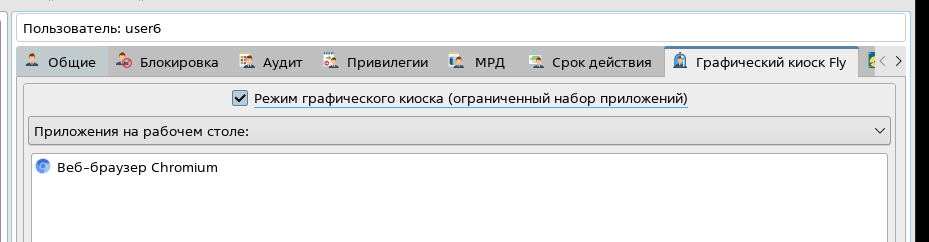 Пользователь: user6
Общие Блокировка Аудит Привилегии МРД Срок действия Графический киоск Fly
Режим графического киоска (ограниченный набор приложений)
Приложения на рабочем столе:
Веб-браузер Chromium